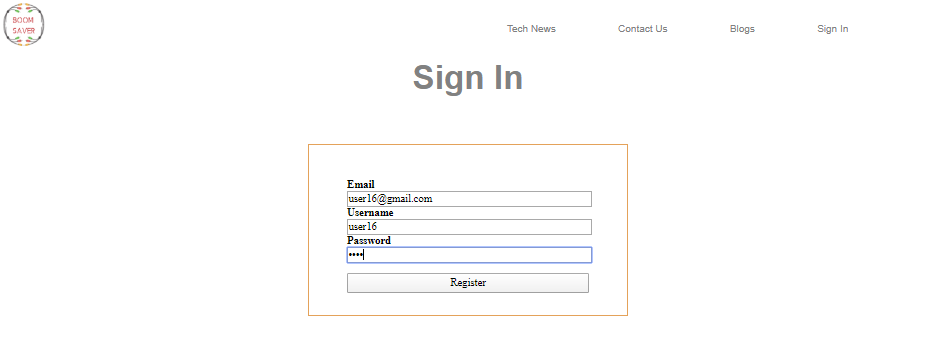 BOOM
SAVER
Tech News Contact Us Blogs Sign In
Sign In
Email
user16@gmail.com
Username
user16
Password
••••
Register